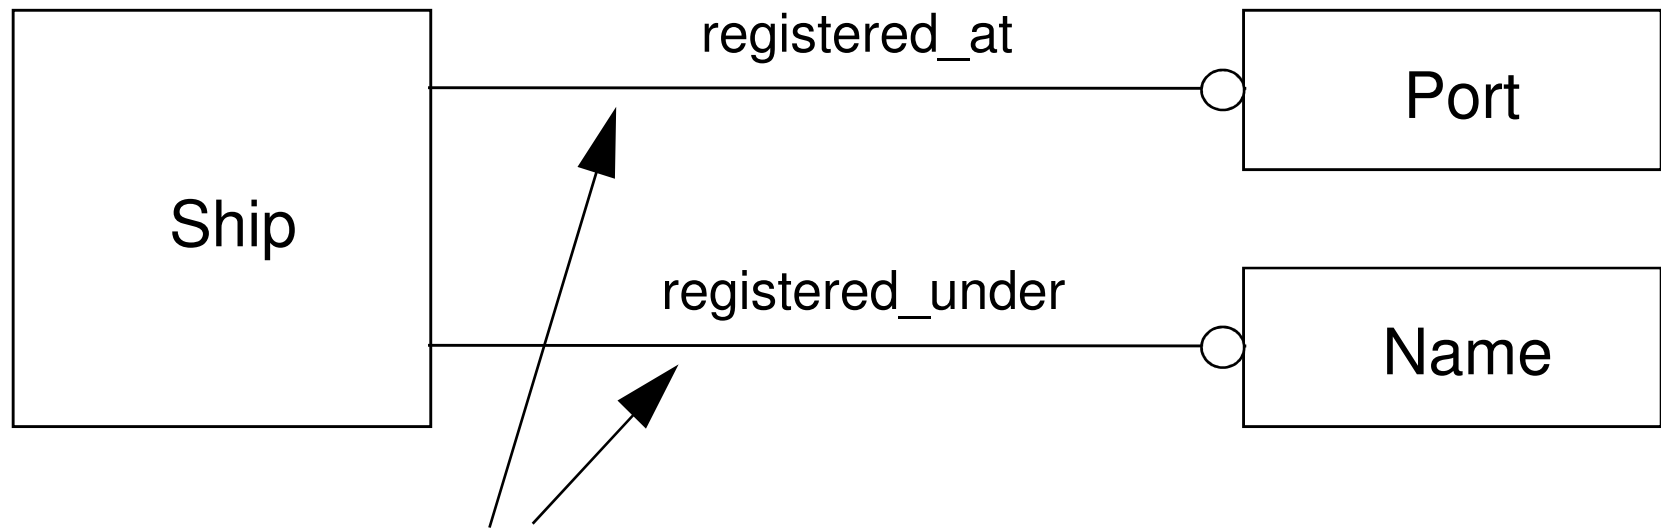 registered_at
Port
Ship
registered_under
Name